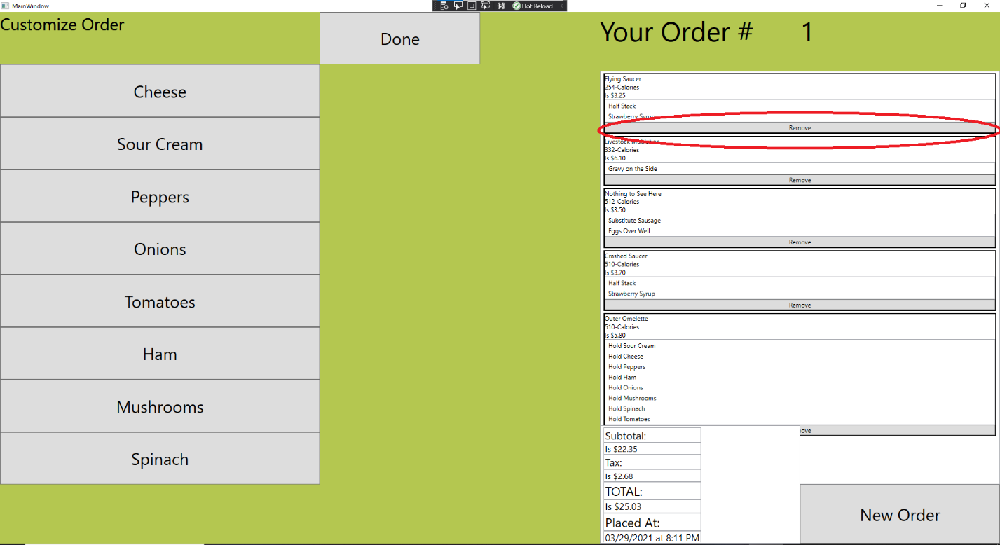 MainWindow
Hot Reload
Customize Order
Done
Cheese
Sour Cream
Peppers
Onions
Tomatoes
Ham
Mushrooms
Spinach
Your Order # 1
Flying Saucer
254-Calories
Is $3.25
Half Stack
Strawberry Syrup
Remove
Livestock Mutilation
332-Calories
Is $6.10
Gravy on the Side
Remove
Nothing to See Here
512-Calories
Is $3.50
Substitute Sausage
Eggs Over Well
Remove
Crashed Saucer
510-Calories
Is $3.70
Half Stack
Strawberry Syrup
Remove
Outer Omelette
510-Calories
Is $5.80
Hold Sour Cream
Hold Cheese
Hold Peppers
Hold Ham
Hold Onions
Hold Mushrooms
Hold Spinach
Hold Tomatoes
ove
Subtotal:
Is $22.35
Tax:
Is $2.68
TOTAL:
Is $25.03
Placed At:
03/29/2021 at 8:11 PM
New Order